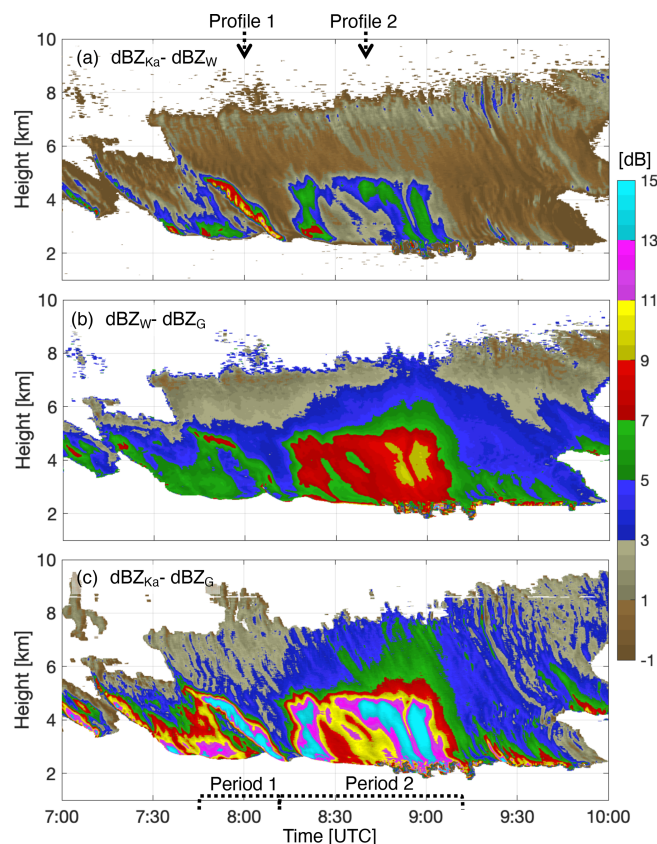 Profile 1 Profile 2
(a) dBZKa- dBZW
10
8
6
4
2
Height [km]
[dB]
15
13
11
9
7
5
3
1
-1
(b) dBZW- dBZG
10
8
6
4
2
Height [km]
(c) dBZKa- dBZG
10
8
6
4
2
Height [km]
Period 1 Period 2
7:00 7:30 8:00 8:30 9:00 9:30 10:00
Time [UTC]